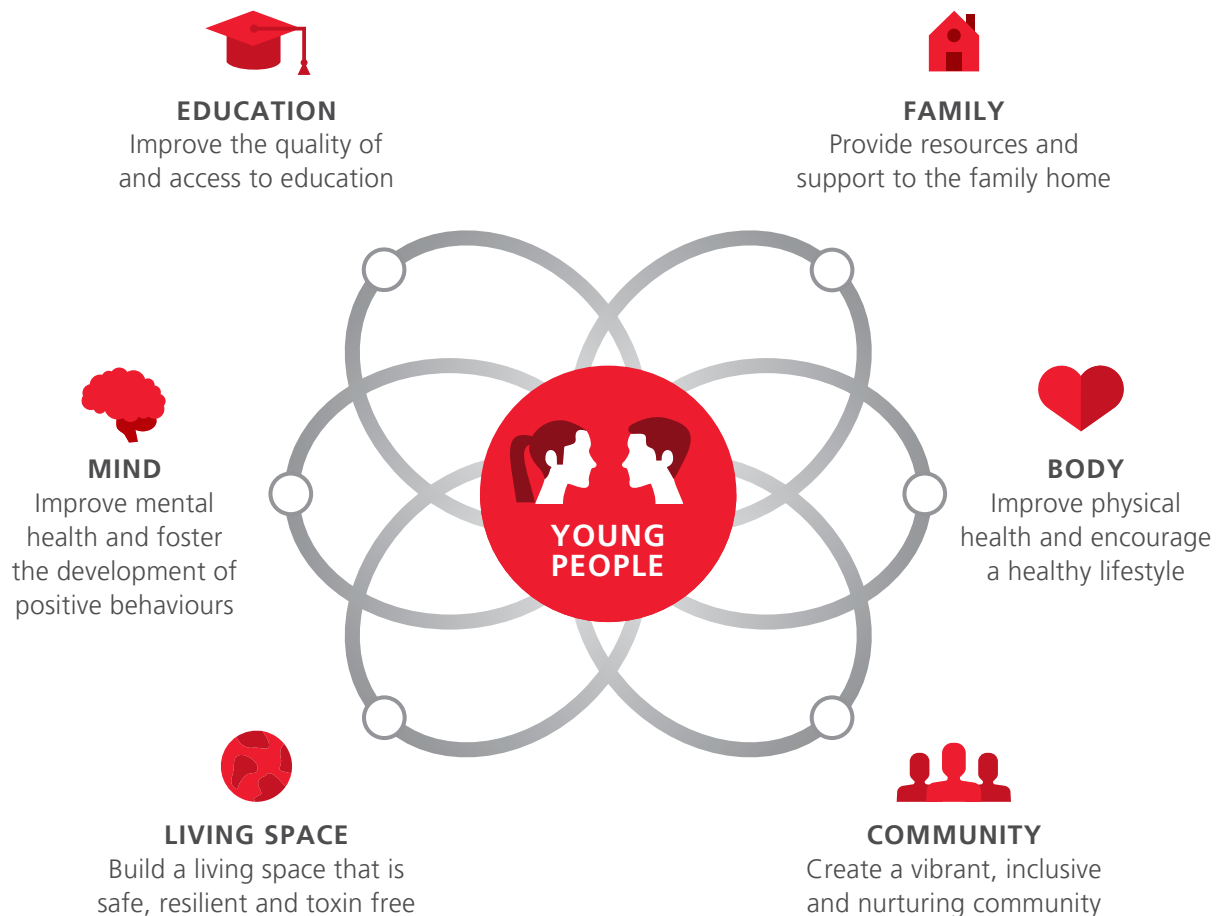 EDUCATION
Improve the quality of
and access to education
FAMILY
Provide resources and
support to the family home
MIND
Improve mental
health and foster
the development of
positive behaviours
YOUNG
PEOPLE
BODY
Improve physical
health and encourage
a healthy lifestyle
LIVING SPACE
Build a living space that is
safe, resilient and toxin free
COMMUNITY
Create a vibrant, inclusive
and nurturing community